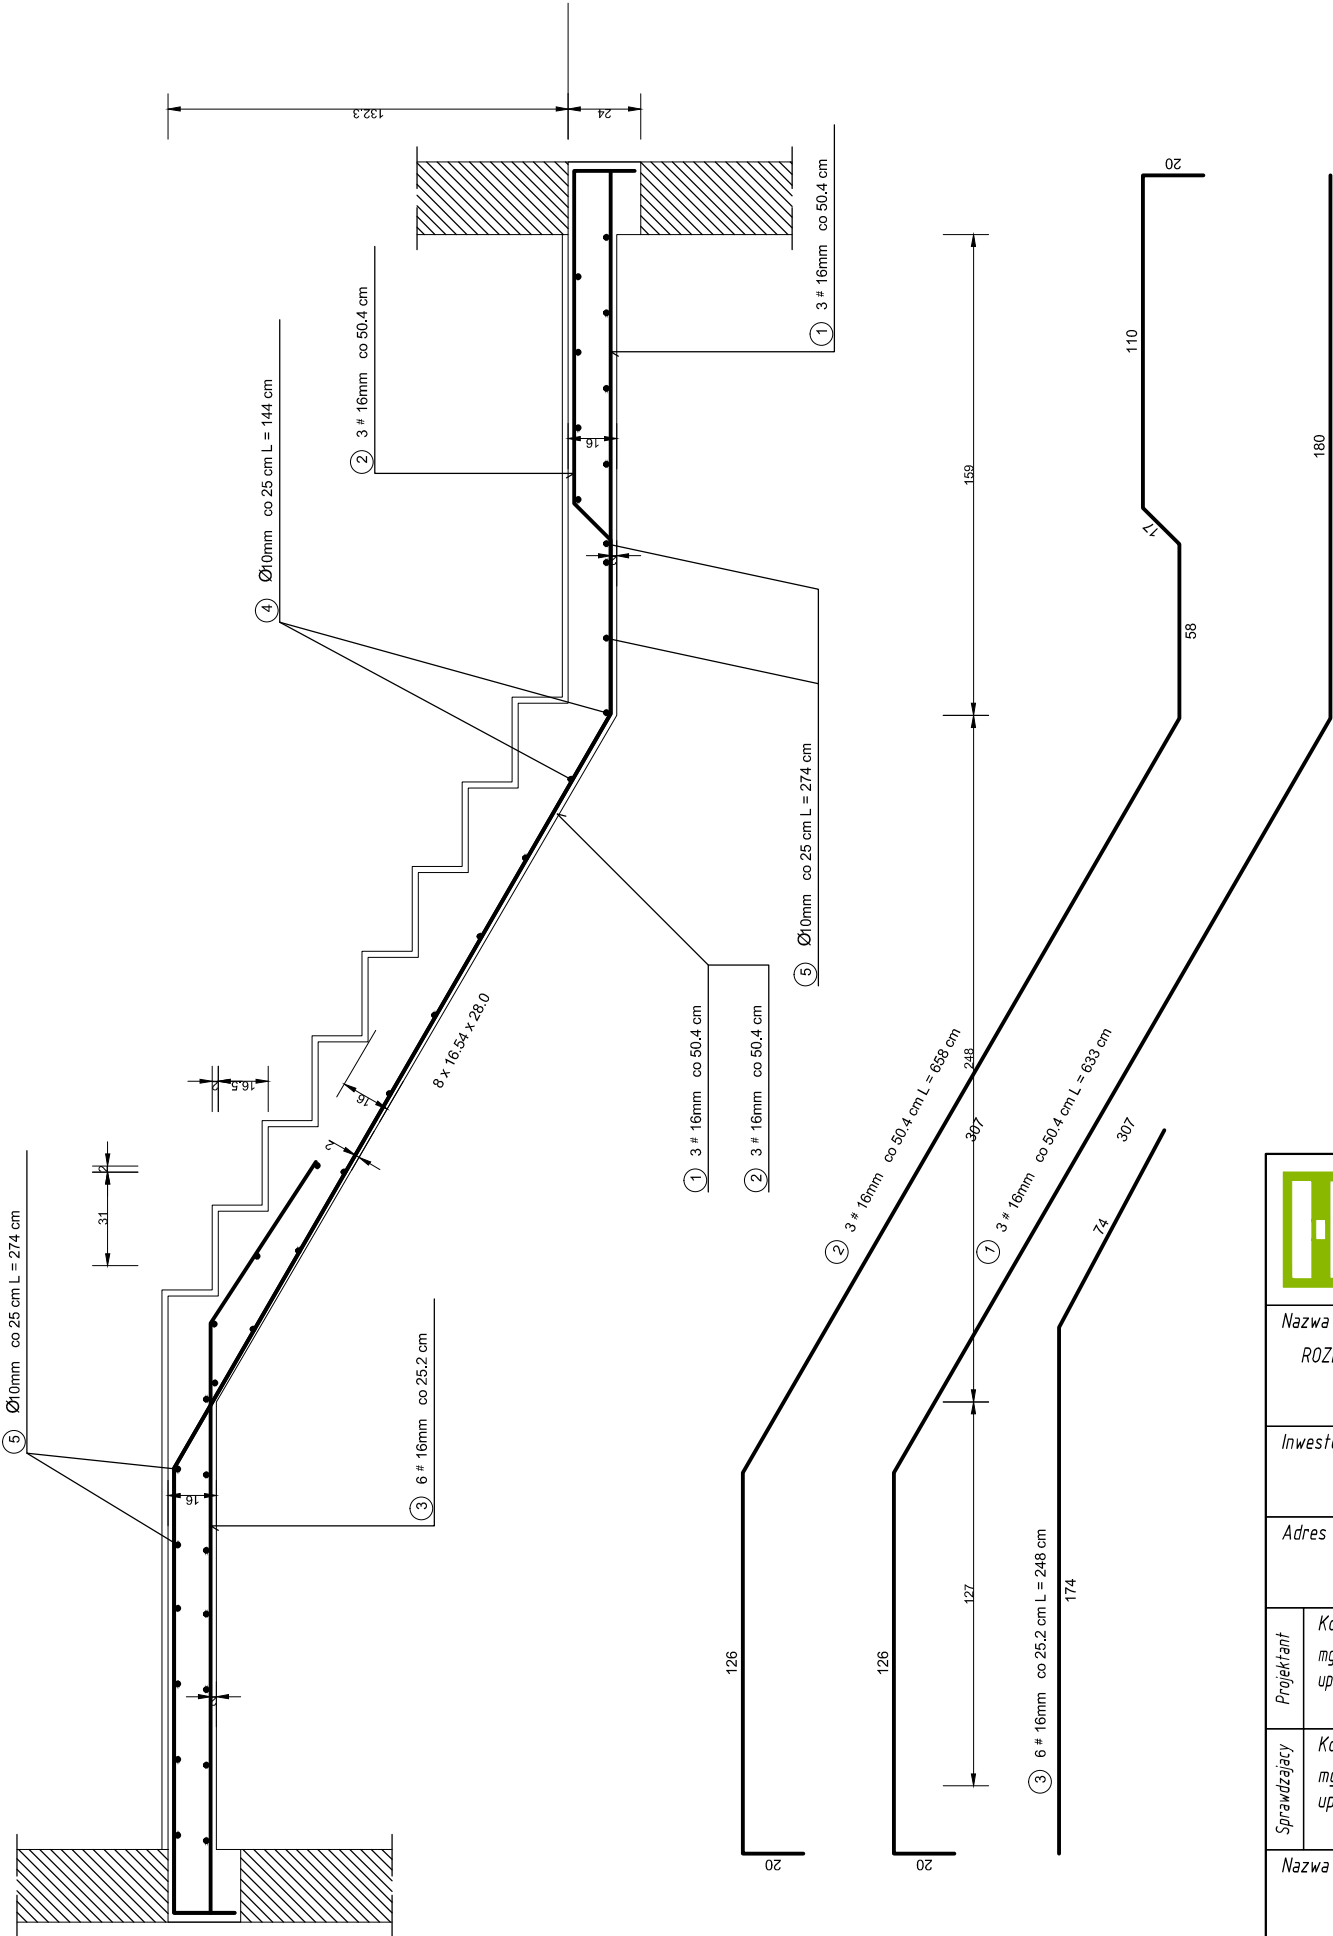 132.3
24
① 3 # 16mm co 50.4 cm
② 3 # 16mm co 50.4 cm
④ Ø10mm co 25 cm L = 144 cm
16
2
⑤ Ø10mm co 25 cm L = 274 cm
① 3 # 16mm co 50.4 cm
② 3 # 16mm co 50.4 cm
8 x 16.54 x 28.0
16
2
2
16.5
2
31
⑤ Ø10mm co 25 cm L = 274 cm
③ 6 # 16mm co 25.2 cm
16
2
159
248
127
20
110
17
58
② 3 # 16mm co 50.4 cm L = 658 cm
307
126
20
180
① 3 # 16mm co 50.4 cm L = 633 cm
307
126
20
74
③ 6 # 16mm co 25.2 cm L = 248 cm
174
Nazwa
Adres
Projektant
Sprawdzający
Nazwa